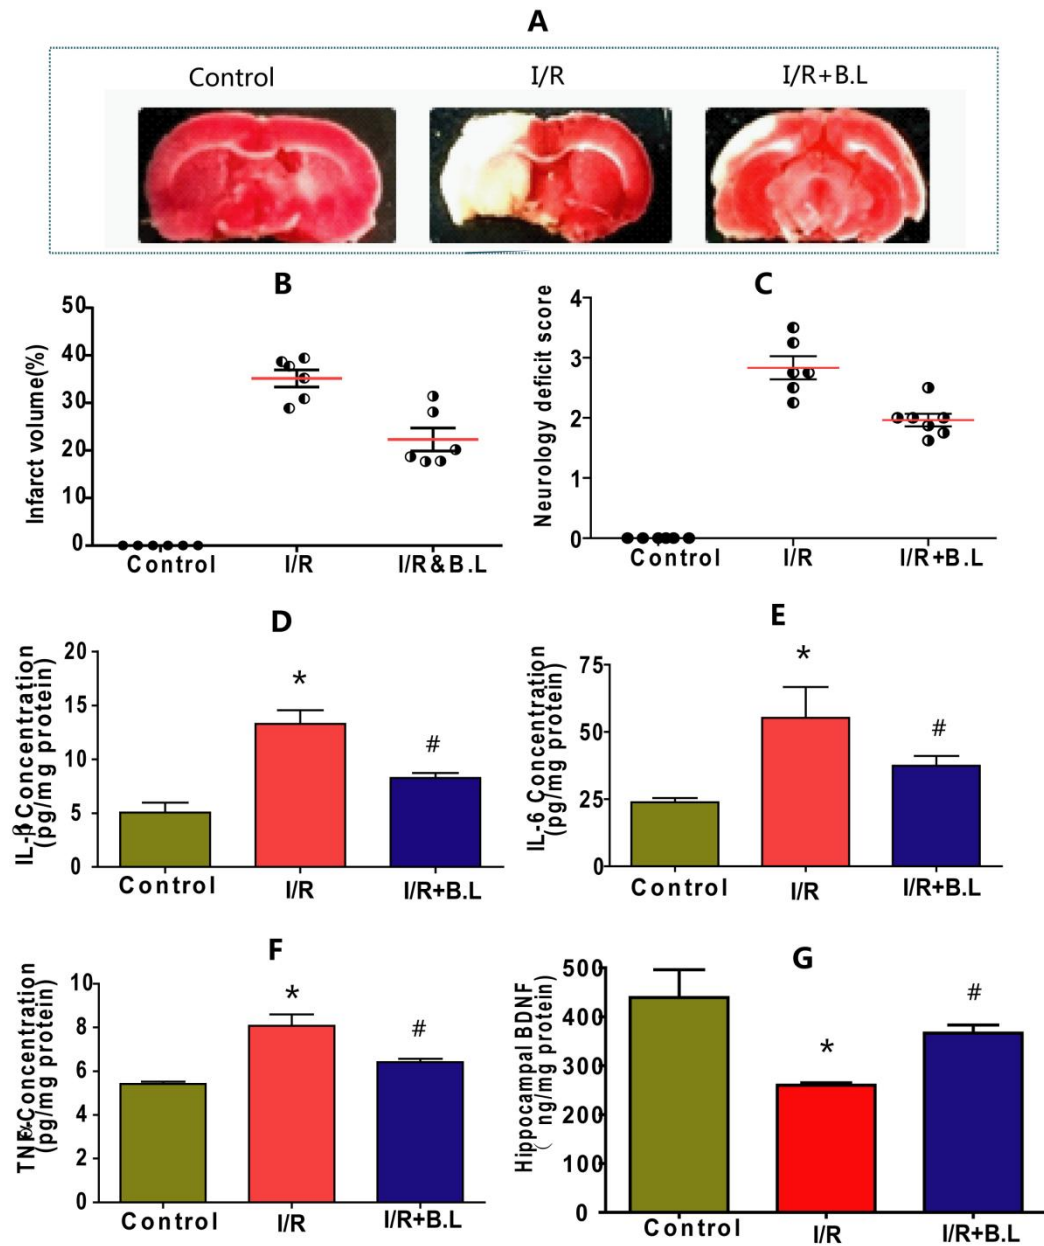 A
Control I/R I/R+B.L
B
Infarct volume(%)
50
40
30
20
10
0
Control I/R I/R&B.L
C
Neurology deficit score
4
3
2
1
0
Control I/R I/R+B.L
D
IL-β Concentration
(pg/mg protein)
20
15
10
5
0
*
#
Control I/R I/R+B.L
E
IL-6 Concentration
(pg/mg protein)
75
50
25
0
*
#
Control I/R I/R+B.L
F
Concentration
(pg/mg protein)
10
8
6
4
2
0
*
#
Control I/R I/R+B.L
G
Hippocampal BDNF
( ng/mg protein)
500
400
300
200
100
0
*
#
Control I/R I/R+B.L